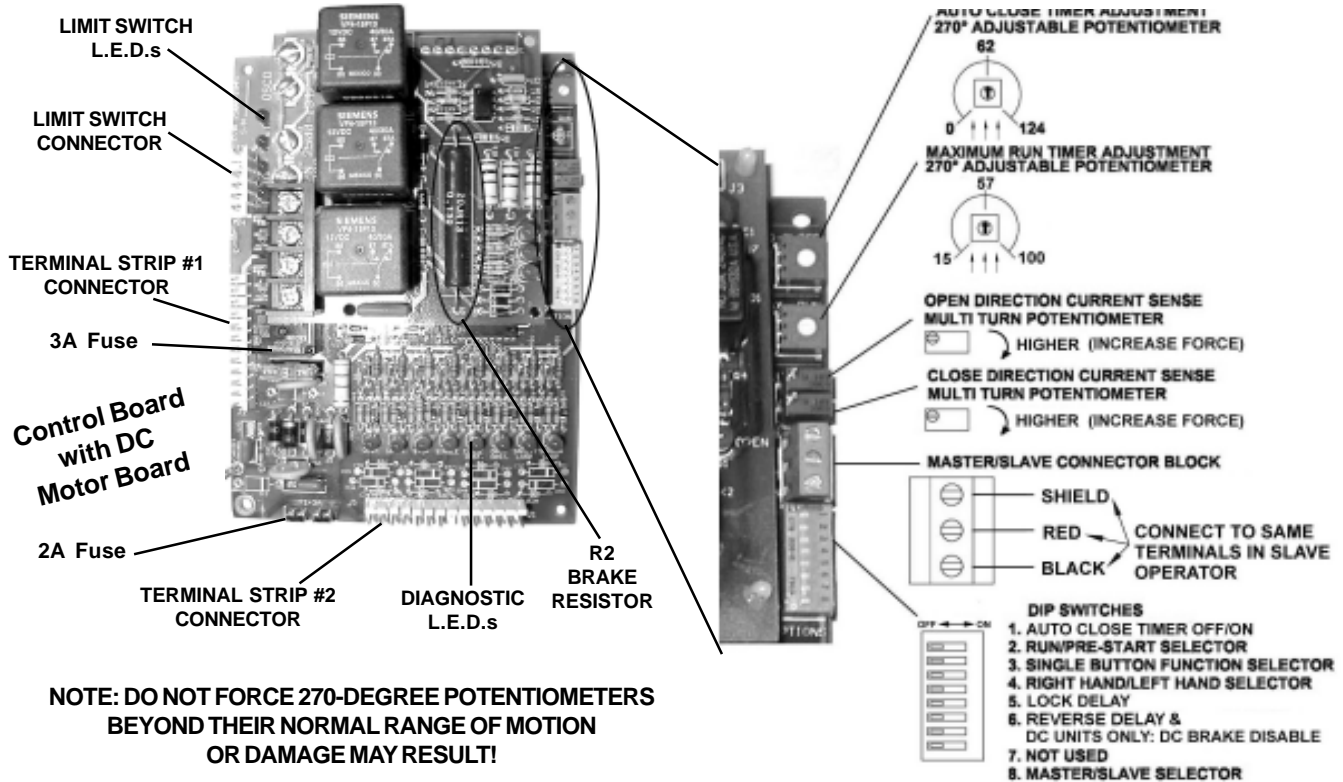 LIMIT SWITCH
L.E.D.s
LIMIT SWITCH
CONNECTOR
TERMINAL STRIP #1
CONNECTOR
3A Fuse
Control Board
with DC
Motor Board
2A Fuse
TERMINAL STRIP #2
CONNECTOR
DIAGNOSTIC
L.E.D.s
R2
BRAKE
RESISTOR
OSCO
SIEMENS
SIEMENS
SIEMENS
NOTE: DO NOT FORCE 270-DEGREE POTENTIOMETERS
BEYOND THEIR NORMAL RANGE OF MOTION
OR DAMAGE MAY RESULT!
J3
AUTO CLOSE TIMER ADJUSTMENT
270° ADJUSTABLE POTENTIOMETER
62
0
124
MAXIMUM RUN TIMER ADJUSTMENT
270° ADJUSTABLE POTENTIOMETER
57
15
100
OPEN DIRECTION CURRENT SENSE
MULTI TURN POTENTIOMETER
HIGHER (INCREASE FORCE)
CLOSE DIRECTION CURRENT SENSE
MULTI TURN POTENTIOMETER
HIGHER (INCREASE FORCE)
MASTER/SLAVE CONNECTOR BLOCK
SHIELD
RED
BLACK
CONNECT TO SAME
TERMINALS IN SLAVE
OPERATOR
DIP SWITCHES
OFF ON
1. AUTO CLOSE TIMER OFF/ON
2. RUN/PRE-START SELECTOR
3. SINGLE BUTTON FUNCTION SELECTOR
4. RIGHT HAND/LEFT HAND SELECTOR
5. LOCK DELAY
6. REVERSE DELAY &
DC UNITS ONLY: DC BRAKE DISABLE
7. NOT USED
8. MASTER/SLAVE SELECTOR